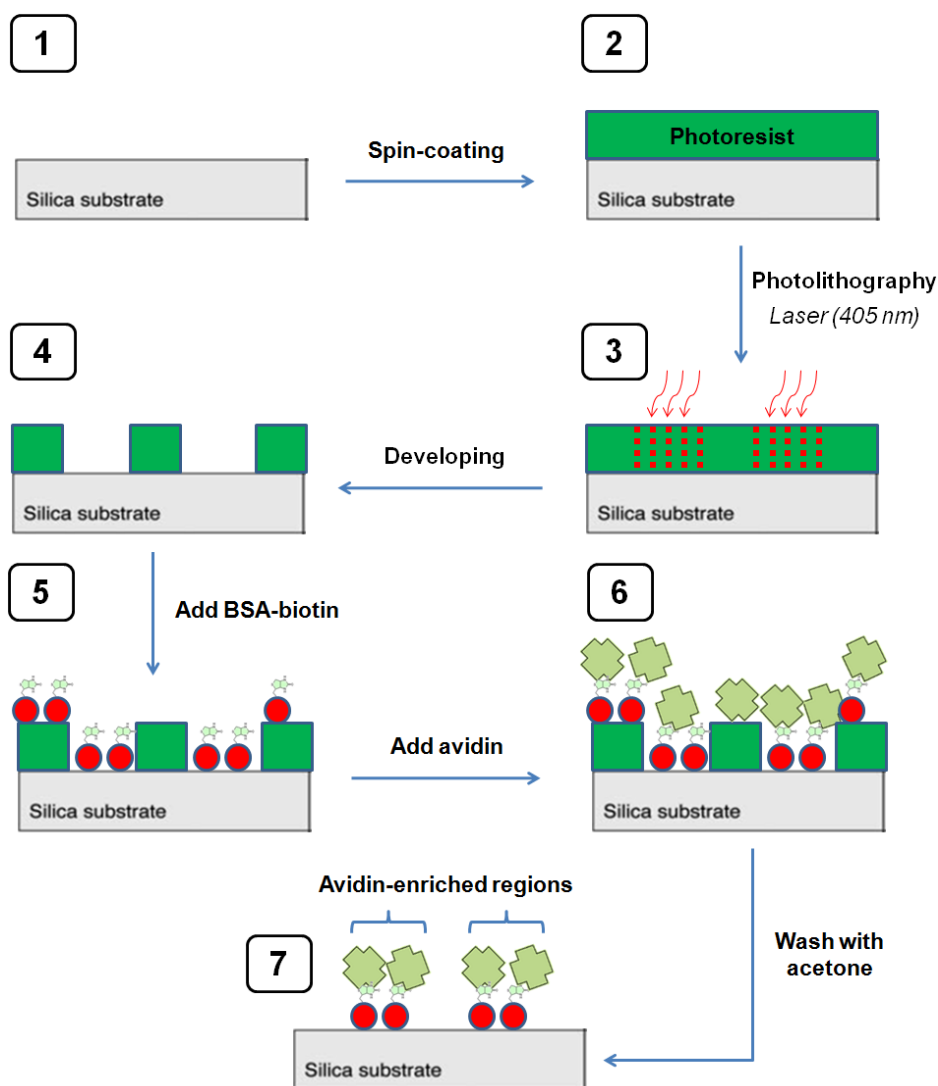 1
2
Spin-coating
Photoresist
Silica substrate
Silica substrate
Photolithography
Laser (405 nm)
4
3
Developing
Silica substrate
Silica substrate
5
Add BSA-biotin
6
Add avidin
Silica substrate
Silica substrate
Avidin-enriched regions
7
Wash with
acetone
Silica substrate